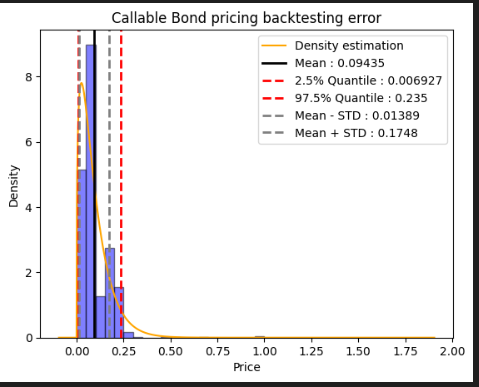 Callable Bond pricing backtesting error
Density estimation
Mean : 0.09435
2.5% Quantile : 0.006927
97.5% Quantile : 0.235
Mean - STD : 0.01389
Mean + STD : 0.1748
8
6
4
2
0
Density
0.00 0.25 0.50 0.75 1.00 1.25 1.50 1.75 2.00
Price